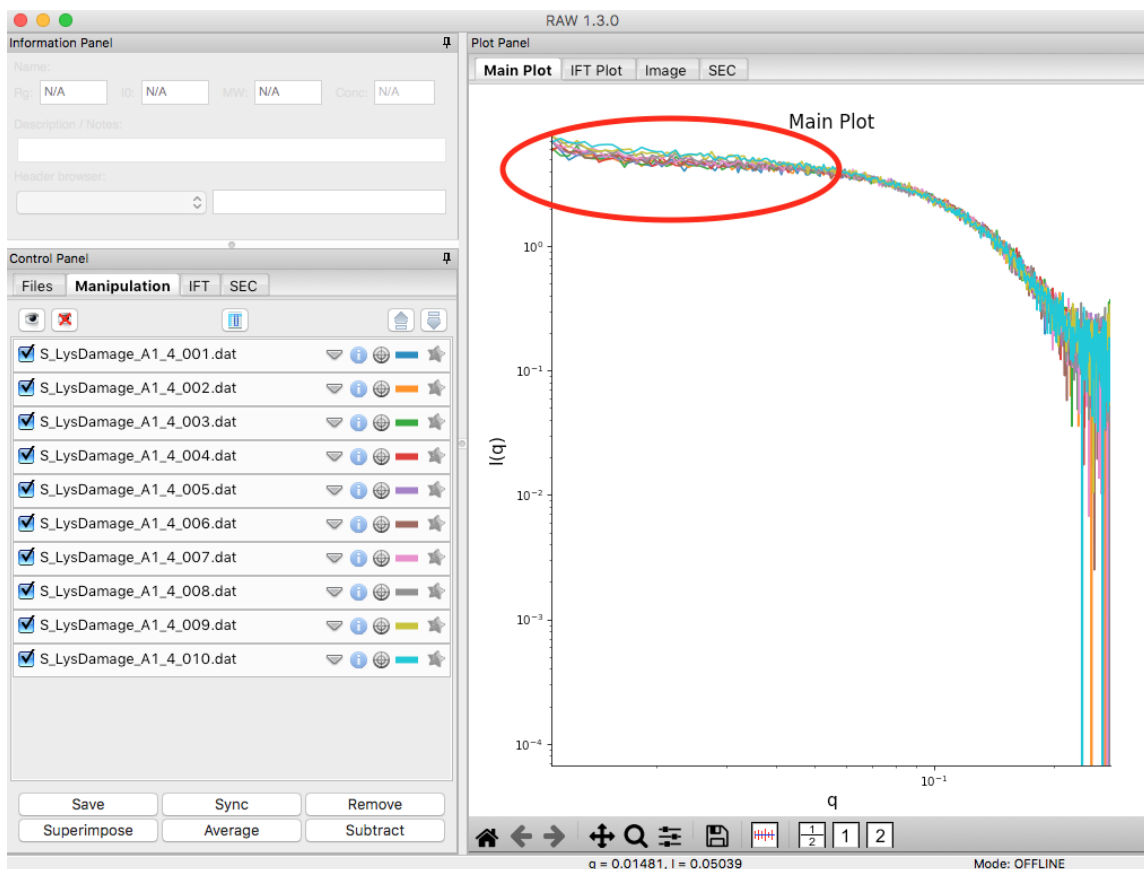 RAW 1.3.0
Information Panel
Name:
Rg: N/A I0: N/A MW: N/A Conc: N/A
Description / Notes:
Header browser:
Control Panel
Files Manipulation IFT SEC
S_LysDamage_A1_4_001.dat
S_LysDamage_A1_4_002.dat
S_LysDamage_A1_4_003.dat
S_LysDamage_A1_4_004.dat
S_LysDamage_A1_4_005.dat
S_LysDamage_A1_4_006.dat
S_LysDamage_A1_4_007.dat
S_LysDamage_A1_4_008.dat
S_LysDamage_A1_4_009.dat
S_LysDamage_A1_4_010.dat
Save Sync Remove
Superimpose Average Subtract
Plot Panel
Main Plot IFT Plot Image SEC
Main Plot
10⁰
10⁻¹
I(q)
10⁻²
10⁻³
10⁻⁴
10⁻¹
q
1/2 1 2
q = 0.01481, I = 0.05039 Mode: OFFLINE